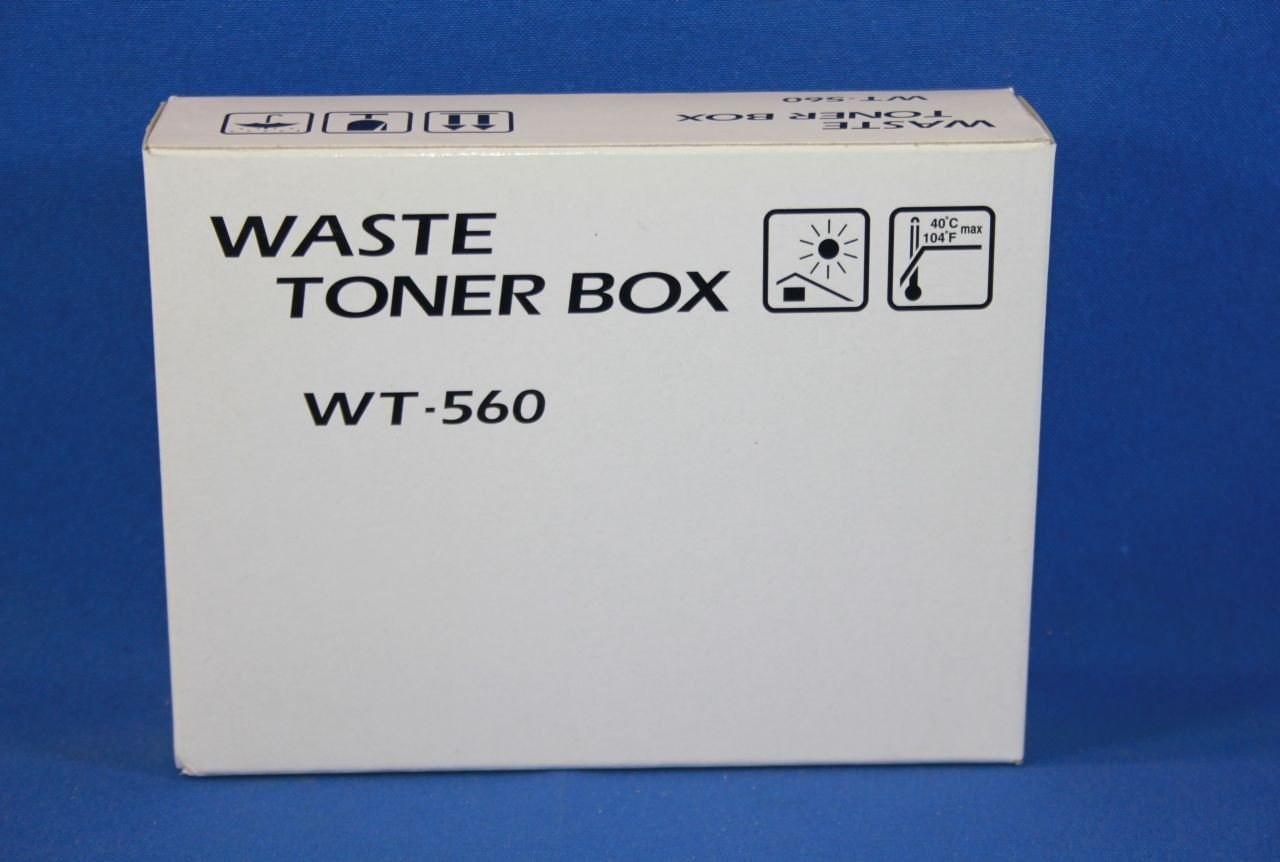 WT-560
WASTE
TONER BOX
WASTE
TONER BOX
WT-560
40°C
104°F max